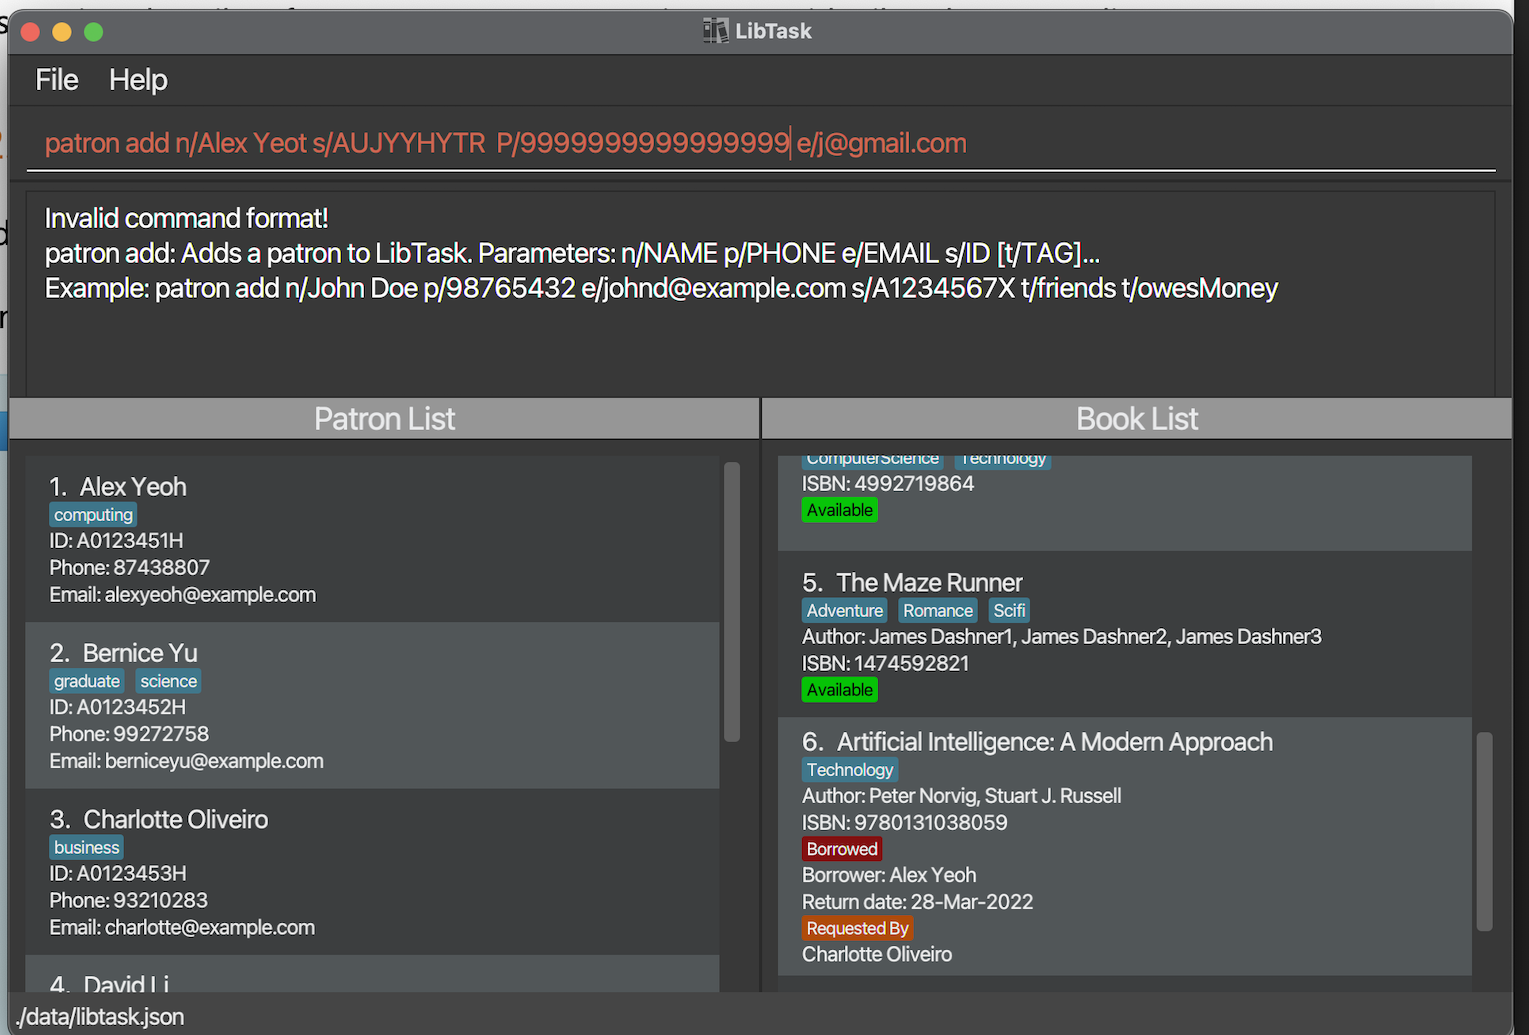 LibTask
File Help
patron add n/Alex Yeot s/AUJYYHYTR P/9999999999999999 e/j@gmail.com
Invalid command format!
patron add: Adds a patron to LibTask. Parameters: n/NAME p/PHONE e/EMAIL s/ID [t/TAG]...
Example: patron add n/John Doe p/98765432 e/johnd@example.com s/A1234567X t/friends t/owesMoney
Patron List
1. Alex Yeoh
computing
ID: A0123451H
Phone: 87438807
Email: alexyeoh@example.com
2. Bernice Yu
graduate science
ID: A0123452H
Phone: 99272758
Email: berniceyu@example.com
3. Charlotte Oliveiro
business
ID: A0123453H
Phone: 93210283
Email: charlotte@example.com
4. David Li
Book List
ComputerScience Technology
ISBN: 4992719864
Available
5. The Maze Runner
Adventure Romance Scifi
Author: James Dashner1, James Dashner2, James Dashner3
ISBN: 1474592821
Available
6. Artificial Intelligence: A Modern Approach
Technology
Author: Peter Norvig, Stuart J. Russell
ISBN: 9780131038059
Borrowed
Borrower: Alex Yeoh
Return date: 28-Mar-2022
Requested By
Charlotte Oliveiro
./data/libtask.json